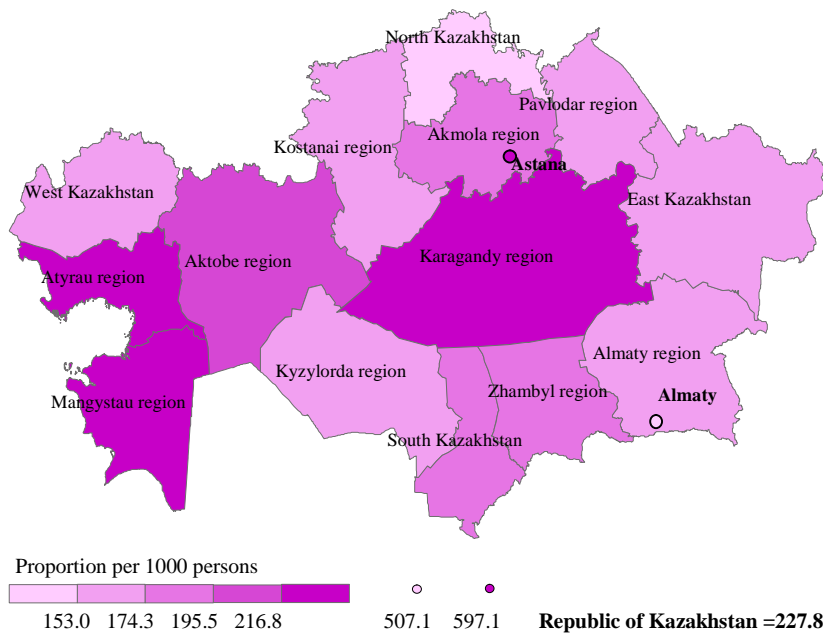 North Kazakhstan
Pavlodar region
Akmola region
Kostanai region
Astana
West Kazakhstan
East Kazakhstan
Karagandy region
Aktobe region
Atyrau region
Almaty region
Kyzylorda region
Zhambyl region
Almaty
Mangystau region
South Kazakhstan
Proportion per 1000 persons
153.0 174.3 195.5 216.8 507.1 597.1 Republic of Kazakhstan =227.8